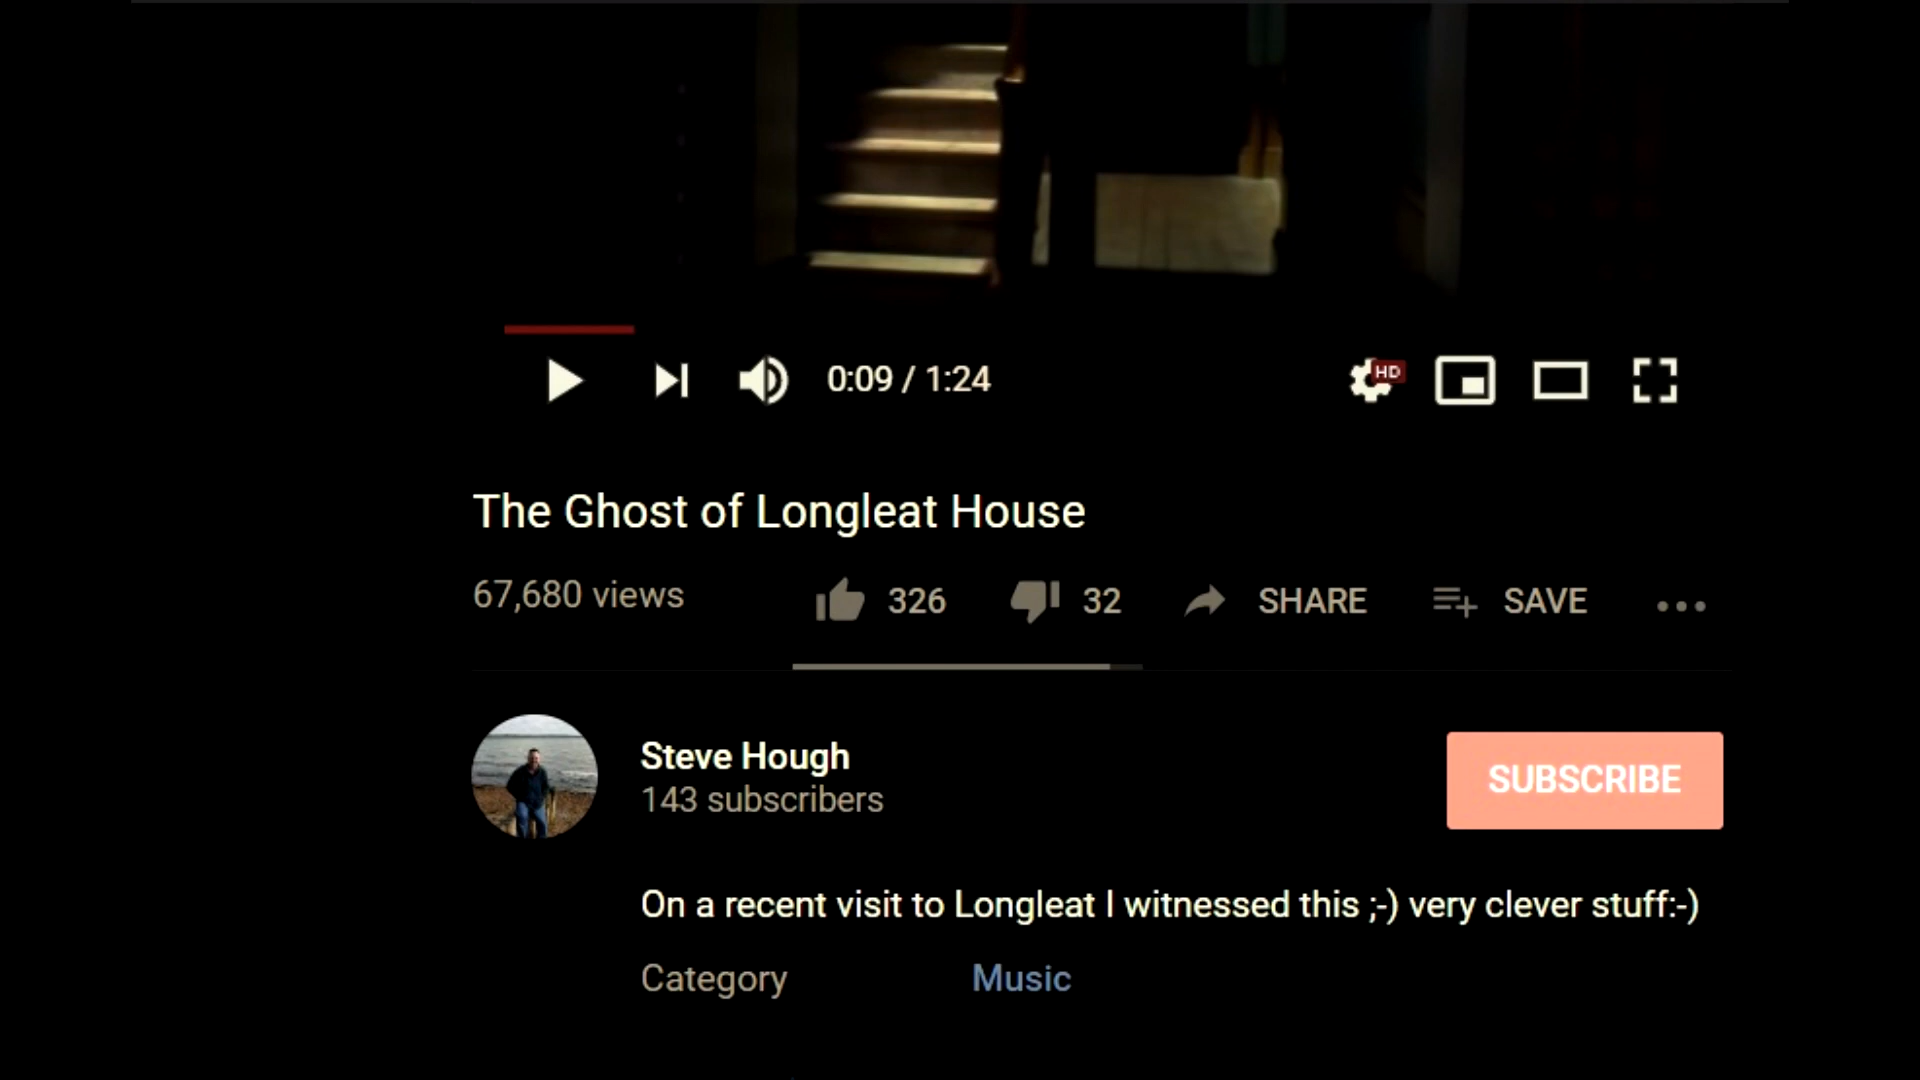 0:09 / 1:24
HD
The Ghost of Longleat House
67,680 views
326
32
SHARE
SAVE
Steve Hough
143 subscribers
SUBSCRIBE
On a recent visit to Longleat I witnessed this ;-) very clever stuff:-)
Category
Music